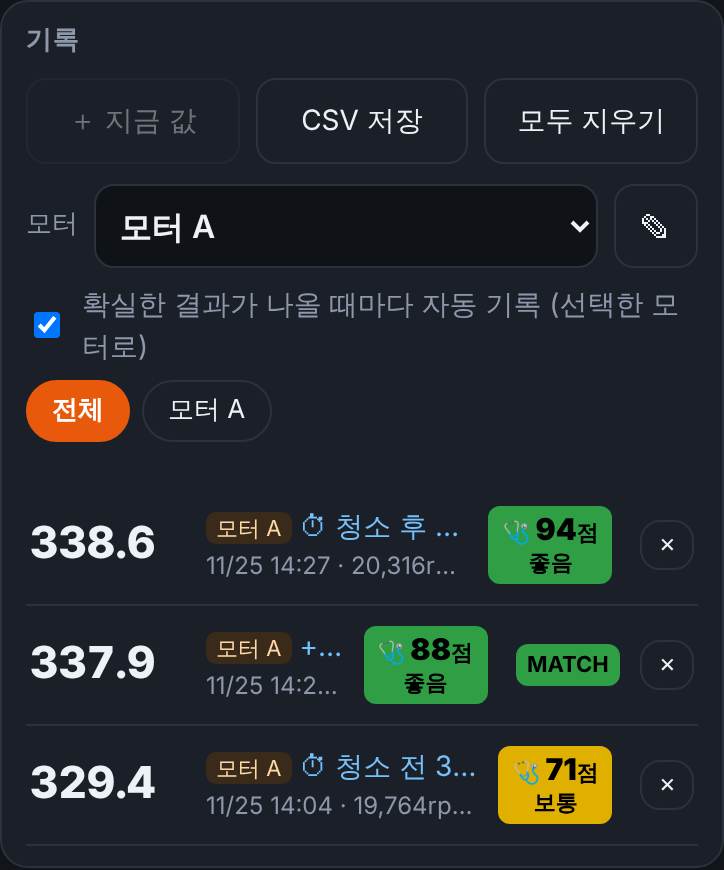 기록
+ 지금 값
CSV 저장
모두 지우기
모터
모터 A
확실한 결과가 나올 때마다 자동 기록 (선택한 모
터로)
전체
모터 A
338.6
모터 A ⏱ 청소 후 ...
11/25 14:27 · 20,316r...
🩺 94점
좋음
×
337.9
모터 A +...
11/25 14:2...
🩺 88점
좋음
MATCH
×
329.4
모터 A ⏱ 청소 전 3...
11/25 14:04 · 19,764rp...
🩺 71점
보통
×